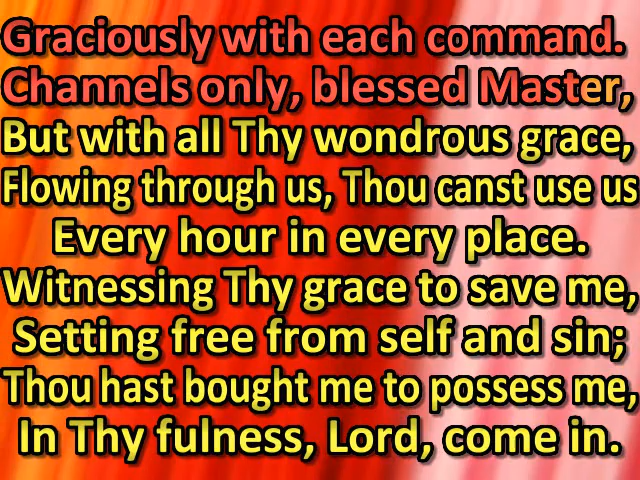 Graciously with each command.
Channels only, blessed Master,
But with all Thy wondrous grace,
Flowing through us, Thou canst use us
Every hour in every place.
Witnessing Thy grace to save me,
Setting free from self and sin;
Thou hast bought me to possess me,
In Thy fulness, Lord, come in.